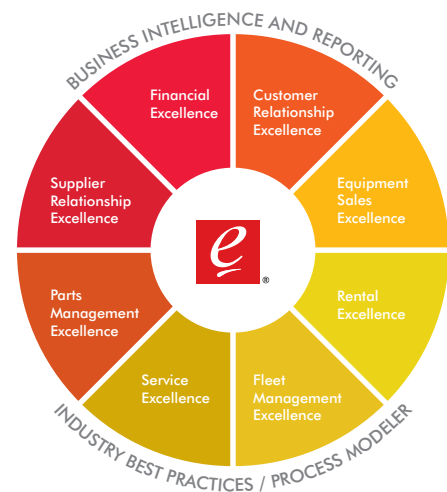 BUSINESS INTELLIGENCE AND REPORTING
Financial
Excellence
Customer
Relationship
Excellence
Supplier
Relationship
Excellence
Equipment
Sales
Excellence
e
®
Parts
Management
Excellence
Rental
Excellence
Service
Excellence
Fleet
Management
Excellence
INDUSTRY BEST PRACTICES / PROCESS MODELER